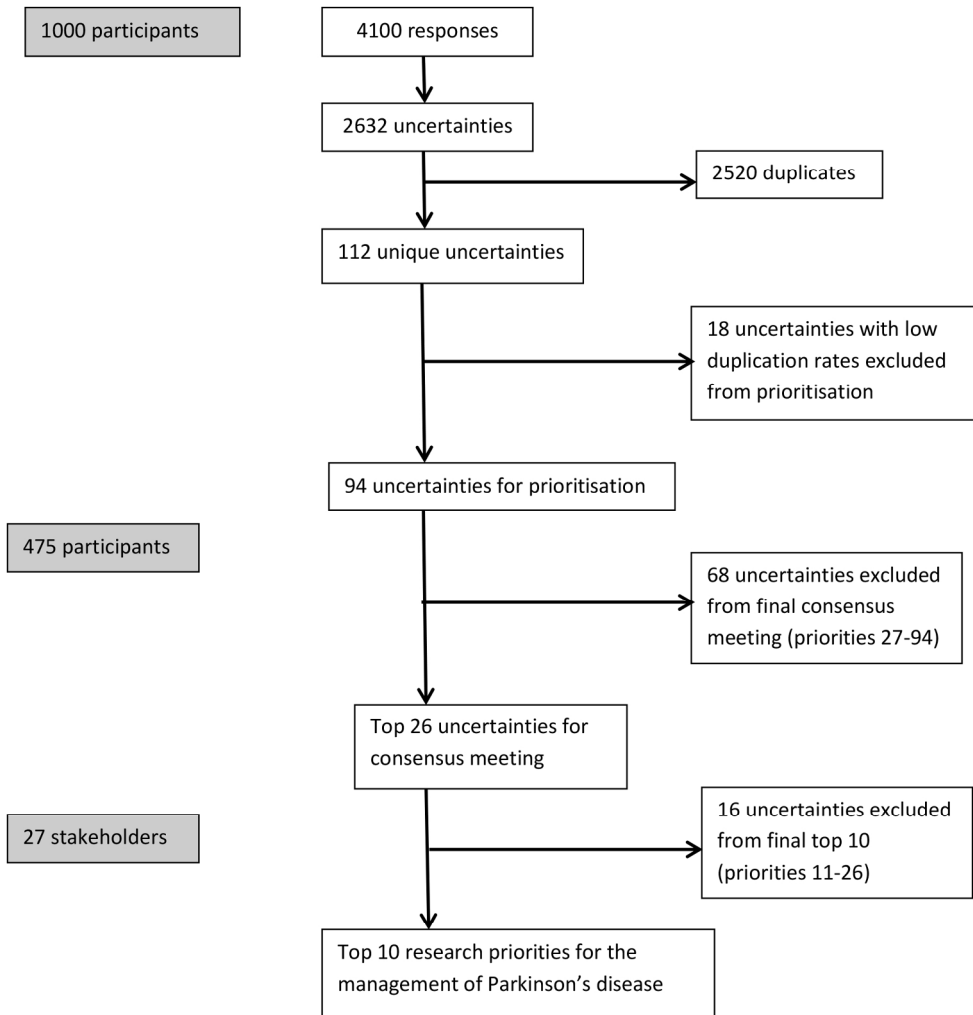 1000 participants
4100 responses
2632 uncertainties
2520 duplicates
112 unique uncertainties
18 uncertainties with low
duplication rates excluded
from prioritisation
94 uncertainties for prioritisation
475 participants
68 uncertainties excluded
from final consensus
meeting (priorities 27-94)
Top 26 uncertainties for
consensus meeting
27 stakeholders
16 uncertainties excluded
from final top 10
(priorities 11-26)
Top 10 research priorities for the
management of Parkinson’s disease